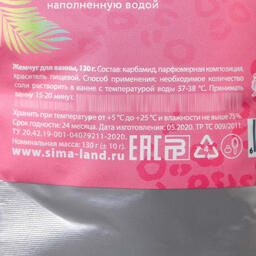 наполненную водой
Жемчуг для ванны, 130 г. Состав: карбамид, парфюмерная композиция,
краситель пищевой. Способ применения: необходимое количество
соли растворить в ванне с температурой воды 37-38 °С. Принимать
ванну 15-20 минут.
Хранить при температуре от +5 °С до +25 °С и влажности не выше 75%.
Срок годности: 24 месяца. Дата изготовления: 05.2020. ТР ТС 009/2011.
ТУ 20.42.19-001-04079211-2020.
Номинальная масса: 130 г (± 10 г).
www.sima-land.ru
EAC
4
6